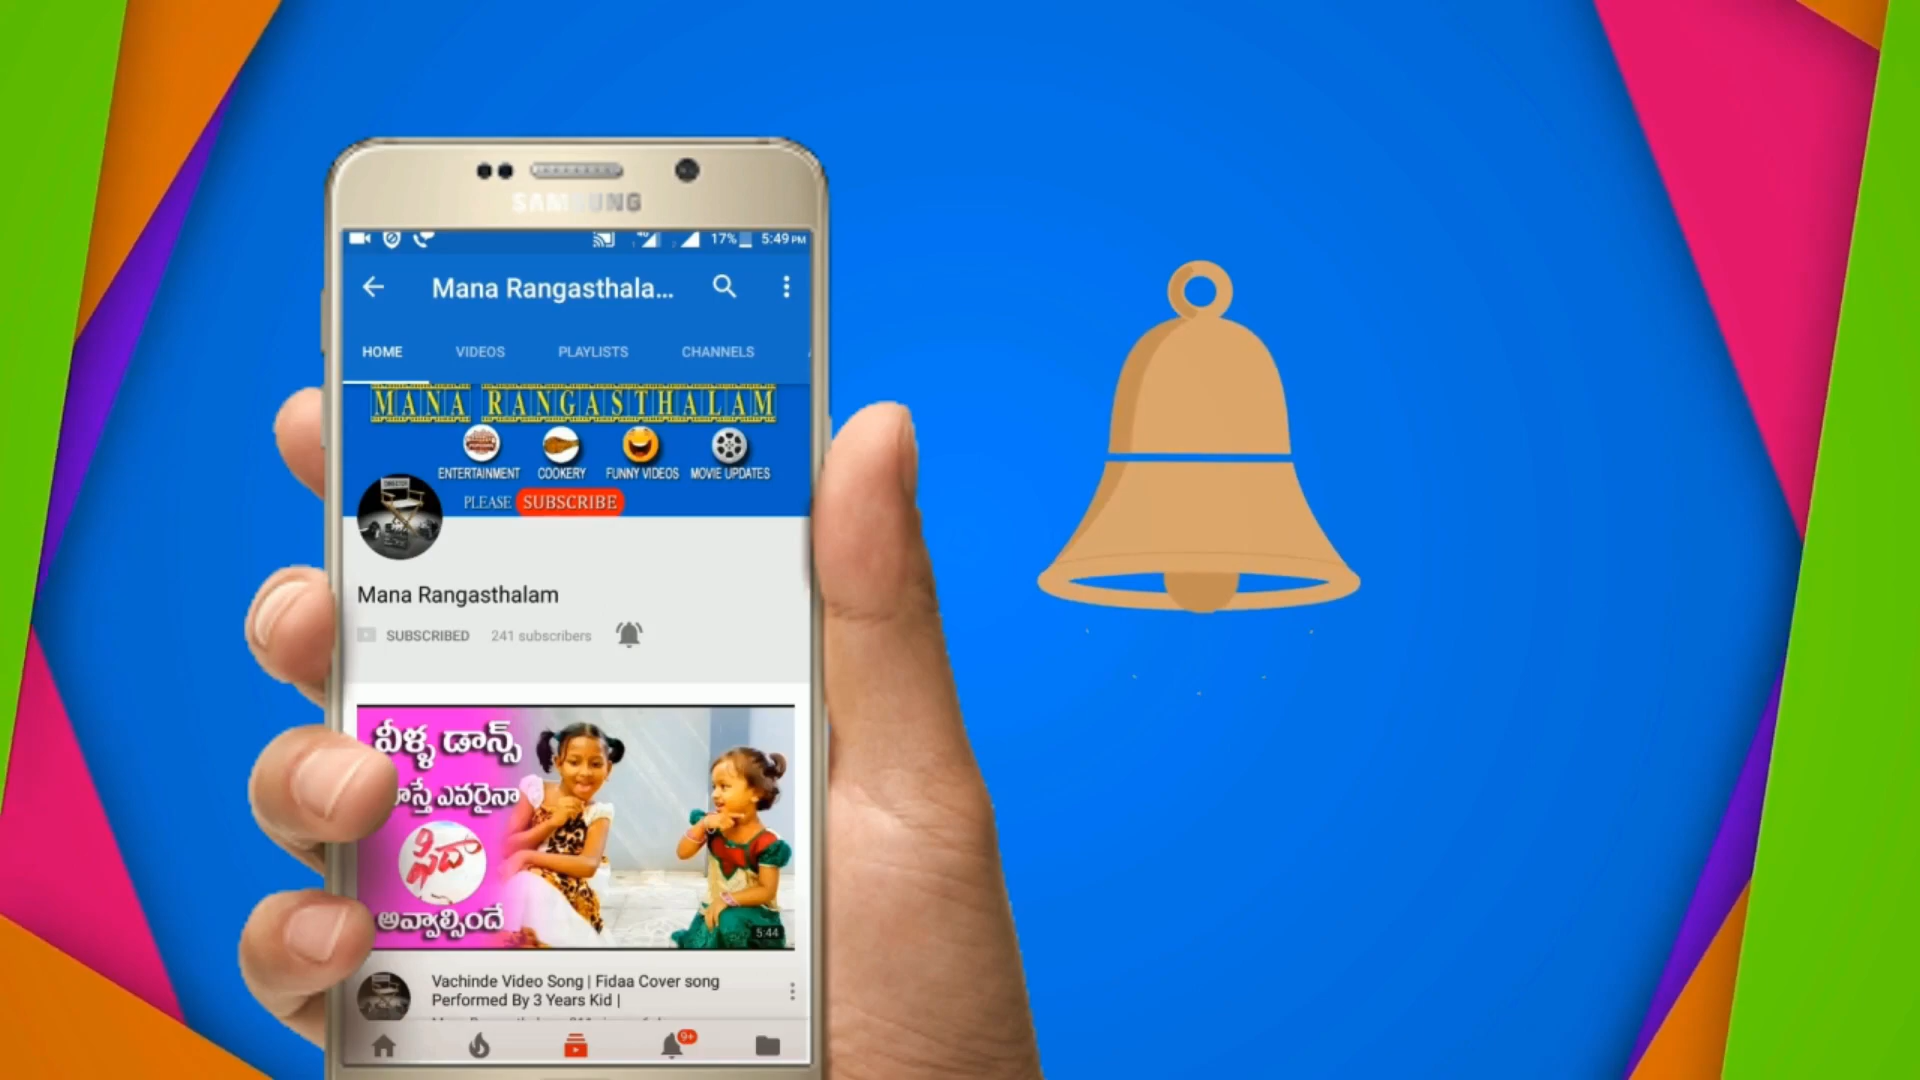 SAMSUNG
17% 5:49 PM
Mana Rangasthala...
HOME VIDEOS PLAYLISTS CHANNELS
MANA RANGASTHALAM
ENTERTAINMENT COOKERY FUNNY VIDEOS MOVIE UPDATES
PLEASE SUBSCRIBE
Mana Rangasthalam
SUBSCRIBED 241 subscribers
వీళ్ళ డాన్స్
ఎవరైనా
ఫిదా
అవ్వాల్సిందే
5:44
Vachinde Video Song | Fidaa Cover song
Performed By 3 Years Kid |
9+